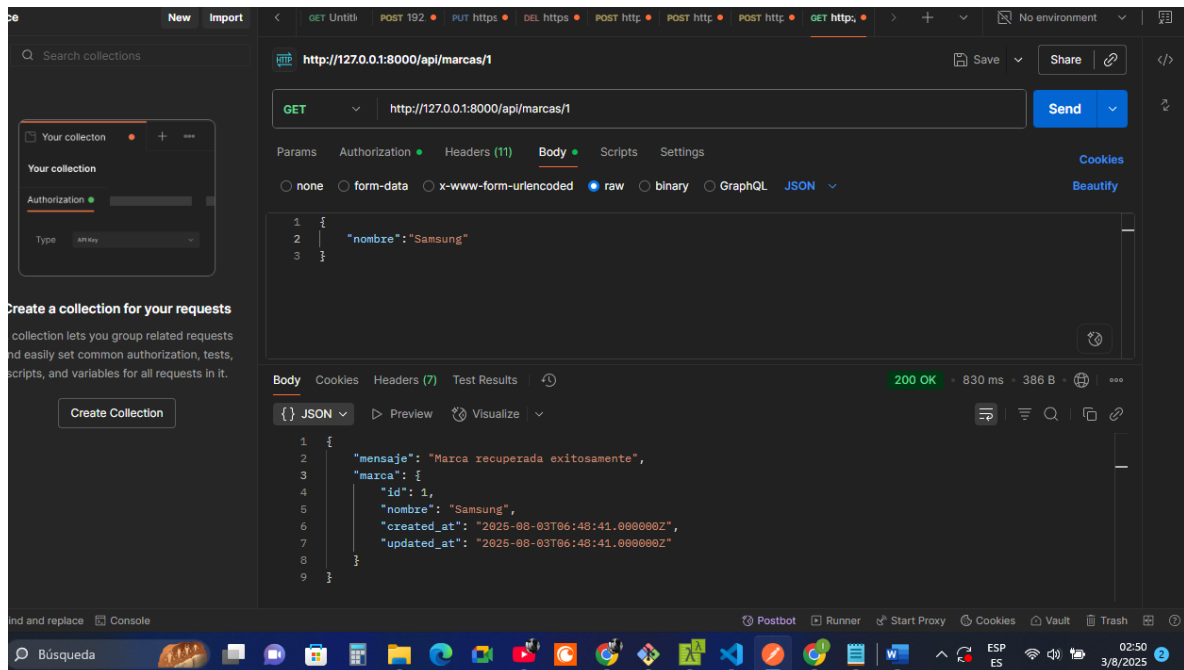 ce New Import
GET Untitl POST 192 PUT https DEL https POST http POST http POST http GET http:, No environment
Search collections
HTTP http://127.0.0.1:8000/api/marcas/1 Save Share
GET http://127.0.0.1:8000/api/marcas/1 Send
Your collecton
Your collection
Authorization
Type API Key
Create a collection for your requests
collection lets you group related requests
nd easily set common authorization, tests,
scripts, and variables for all requests in it.
Create Collection
Params Authorization Headers (11) Body Scripts Settings Cookies
none form-data x-www-form-urlencoded raw binary GraphQL JSON Beautify
1 {
2 "nombre":"Samsung"
3 }
Body Cookies Headers (7) Test Results 200 OK 830 ms 386 B
{} JSON Preview Visualize
1 {
2 "mensaje": "Marca recuperada exitosamente",
3 "marca": {
4 "id": 1,
5 "nombre": "Samsung",
6 "created_at": "2025-08-03T06:48:41.000000Z",
7 "updated_at": "2025-08-03T06:48:41.000000Z"
8 }
9 }
ind and replace Console Postbot Runner Start Proxy Cookies Vault Trash
Búsqueda ESP 02:50
ES 3/8/2025 2